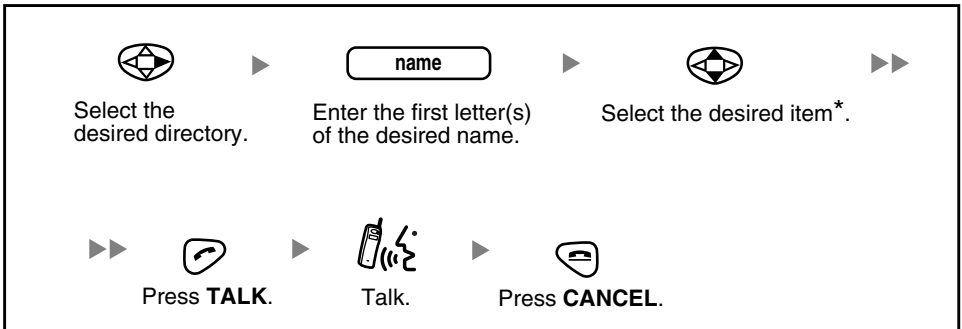 name
Select the
desired directory.
Enter the first letter(s)
of the desired name.
Select the desired item*.
Press TALK.
Talk.
Press CANCEL.